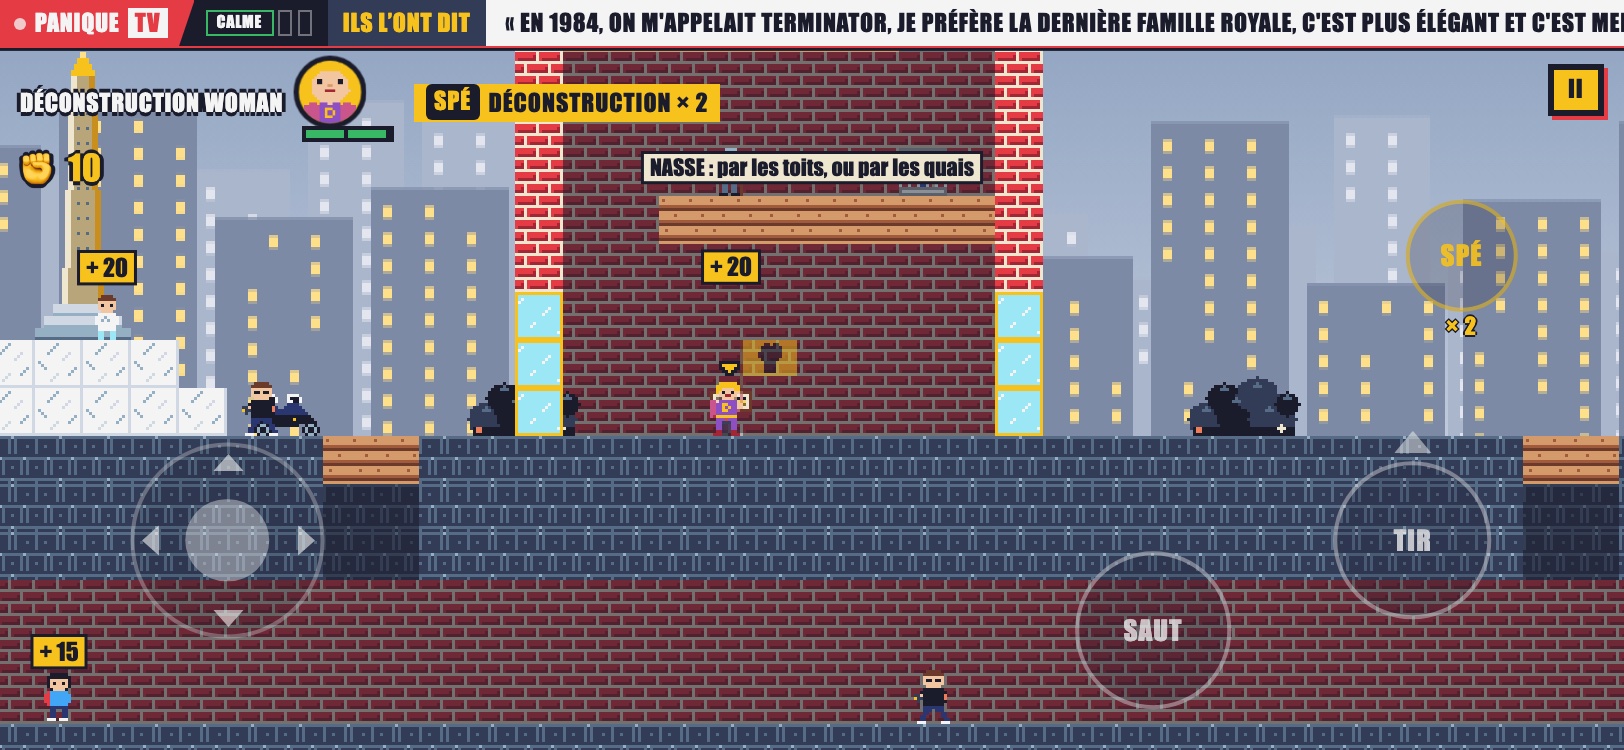 PANIQUE TV
CALME
ILS L'ONT DIT
« EN 1984, ON M'APPELAIT TERMINATOR, JE PRÉFÈRE LA DERNIÈRE FAMILLE ROYALE, C'EST PLUS ÉLÉGANT ET C'EST
DÉCONSTRUCTION WOMAN
D
SPÉ DÉCONSTRUCTION × 2
II
10
NASSE : par les toits, ou par les quais
+ 20
+ 20
SPÉ
× 2
D
TIR
SAUT
+ 15